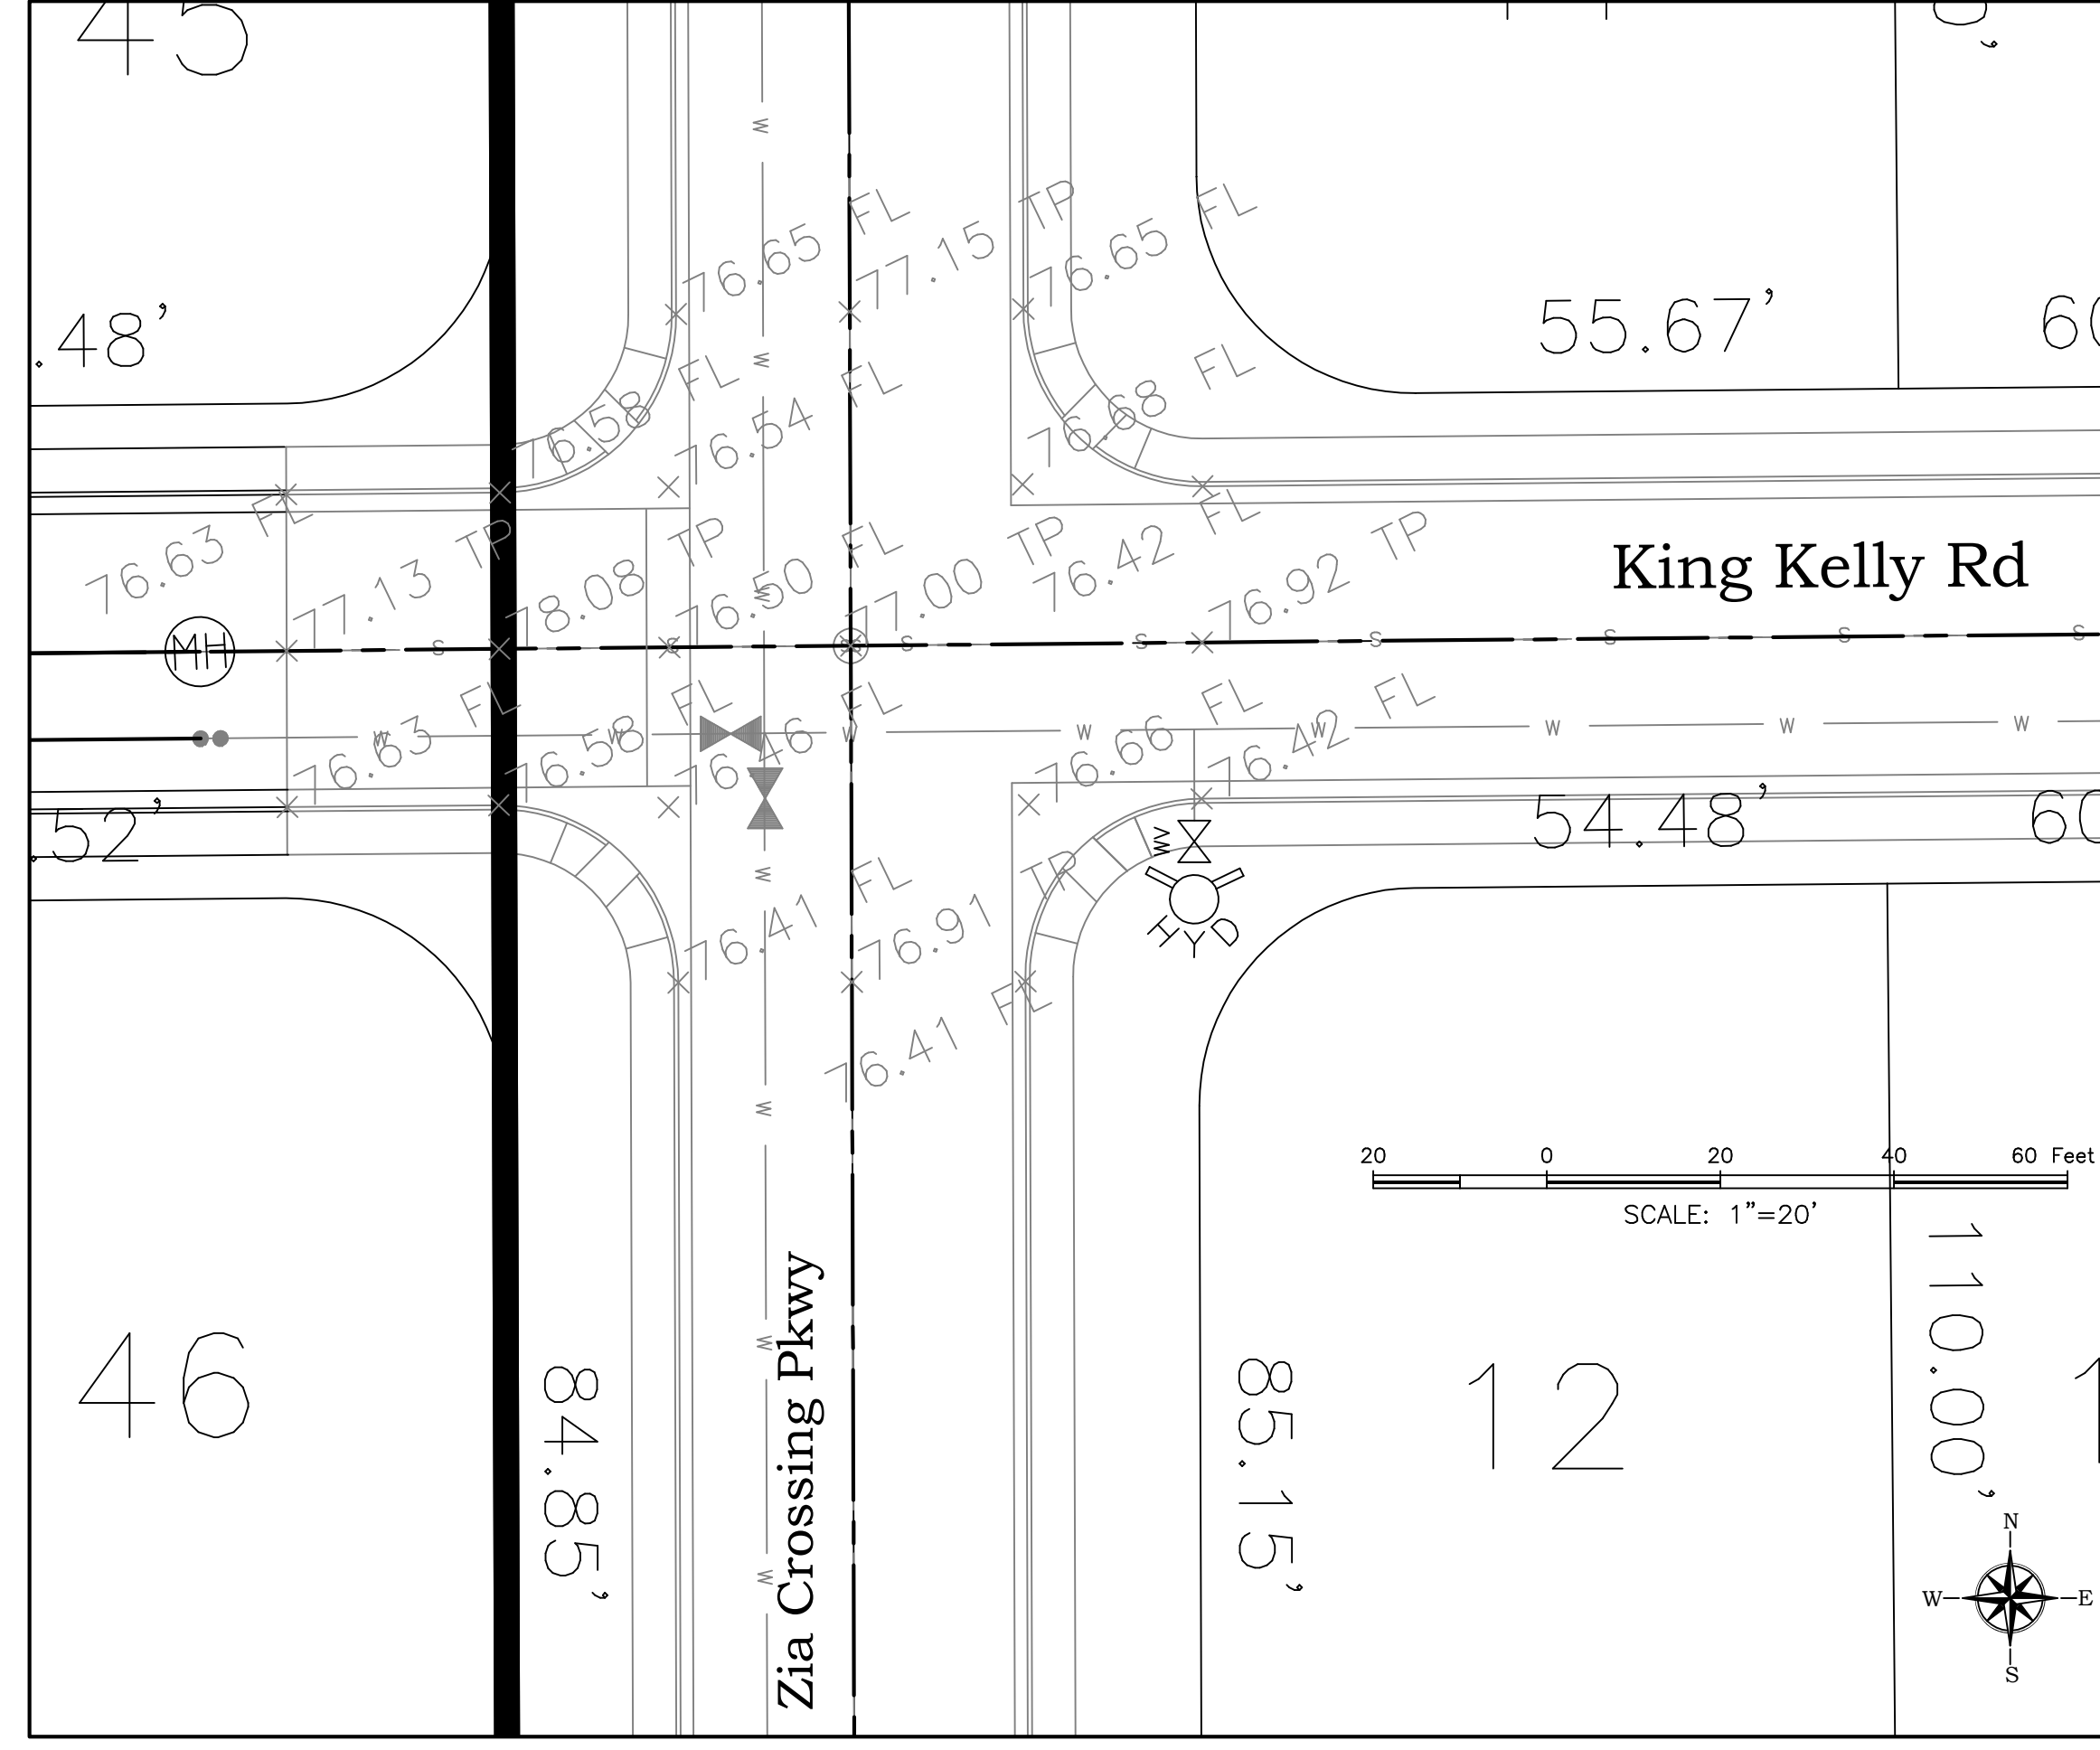 45
.48'
55.67'
76.65 FL
77.15 TP
76.65 FL
76.58 FL
76.54 FL
76.68 FL
76.63 FL
77.13 TP
78.08 TP
76.50 FL
77.00 TP
76.42 FL
76.92 TP
King Kelly Rd
MH
S
S
S
S
S
S
S
S
76.63 FL
76.58 FL
76.46 FL
76.66 FL
76.42 FL
W
W
W
W
W
W
W
W
.52'
54.48'
W
HYD
76.41 FL
76.91 TP
76.41 FL
W
W
W
W
W
W
W
20 0 20 40 60 Feet
SCALE: 1"=20'
Zia Crossing Pkwy
46
84.85'
85.15'
12
110.00'
N
W E
S